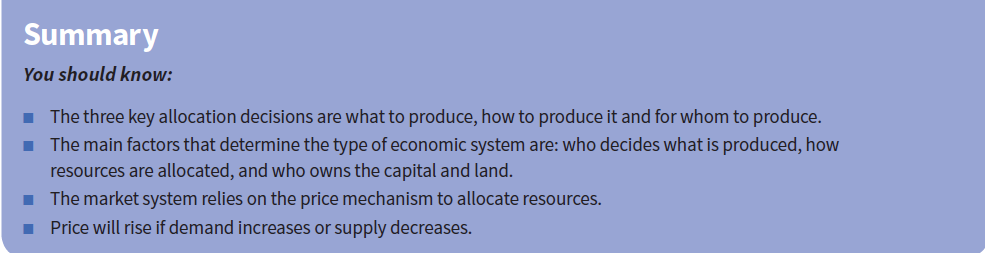 Summary
You should know:
■ The three key allocation decisions are what to produce, how to produce it and for whom to produce.
■ The main factors that determine the type of economic system are: who decides what is produced, how
resources are allocated, and who owns the capital and land.
■ The market system relies on the price mechanism to allocate resources.
■ Price will rise if demand increases or supply decreases.